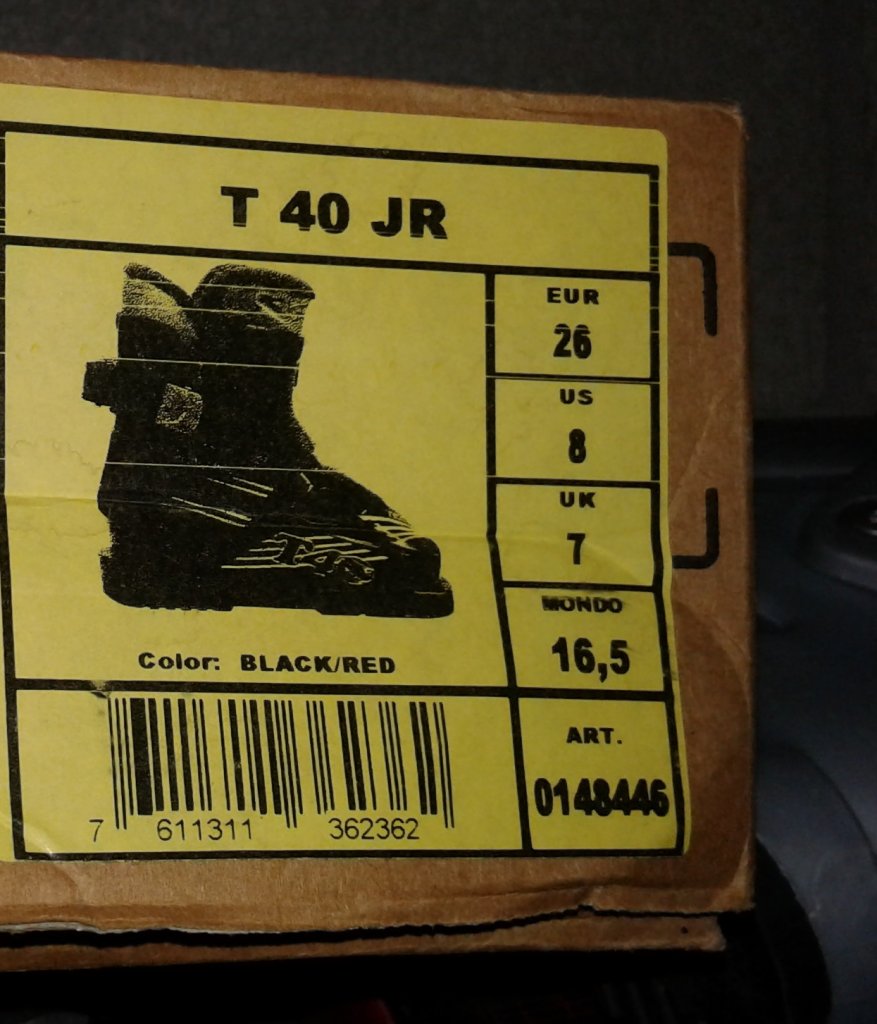 T 40 JR
EUR
26
US
8
UK
7
MONDO
16,5
Color: BLACK/RED
ART.
0148446
7 611311 362362